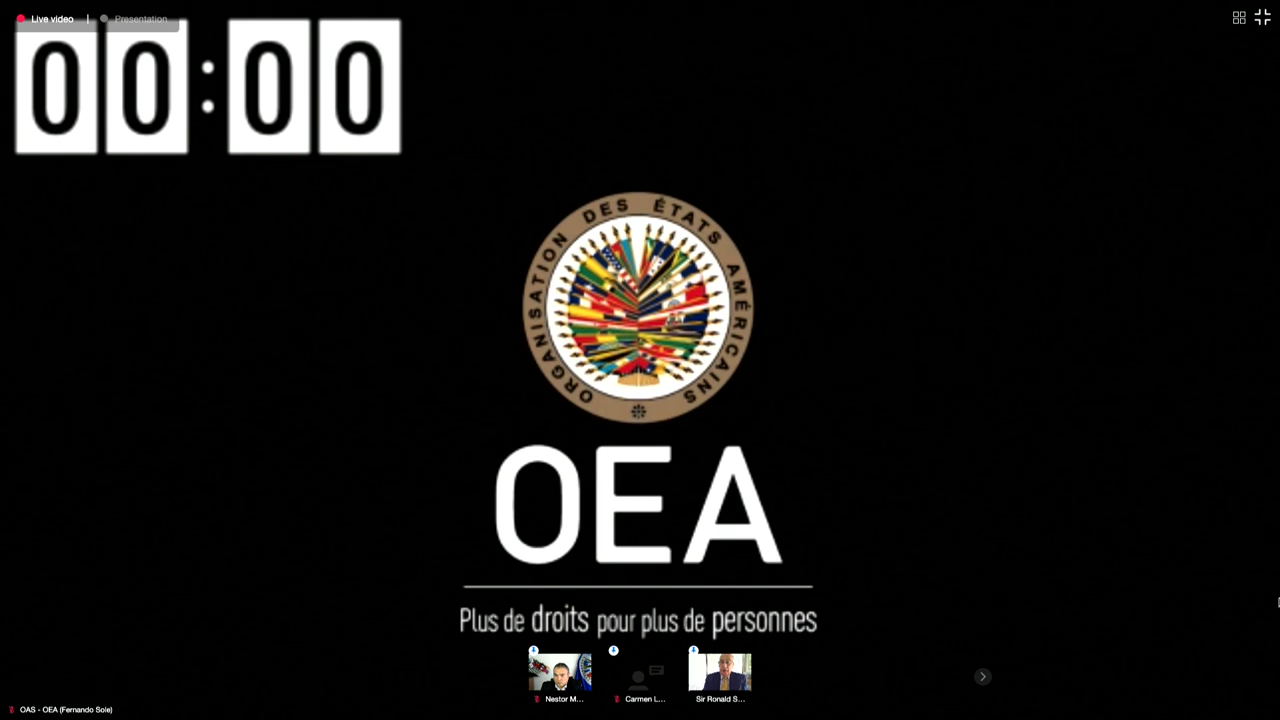 Live video | Presentation
00:00
ORGANISATION DES ÉTATS AMÉRICAINS
OEA
Plus de droits pour plus de personnes
Nestor M...
Carmen L...
Sir Ronald S...
OAS - OEA (Fernando Sole)